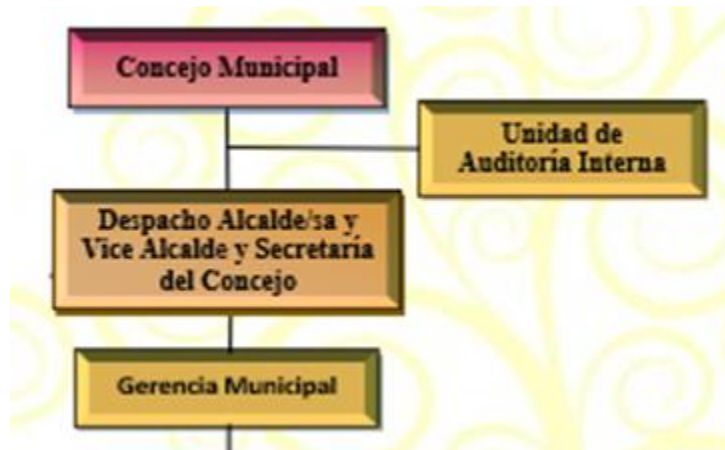 Concejo Municipal
Unidad de
Auditoría Interna
Despacho Alcalde/sa y
Vice Alcalde y Secretaría
del Concejo
Gerencia Municipal